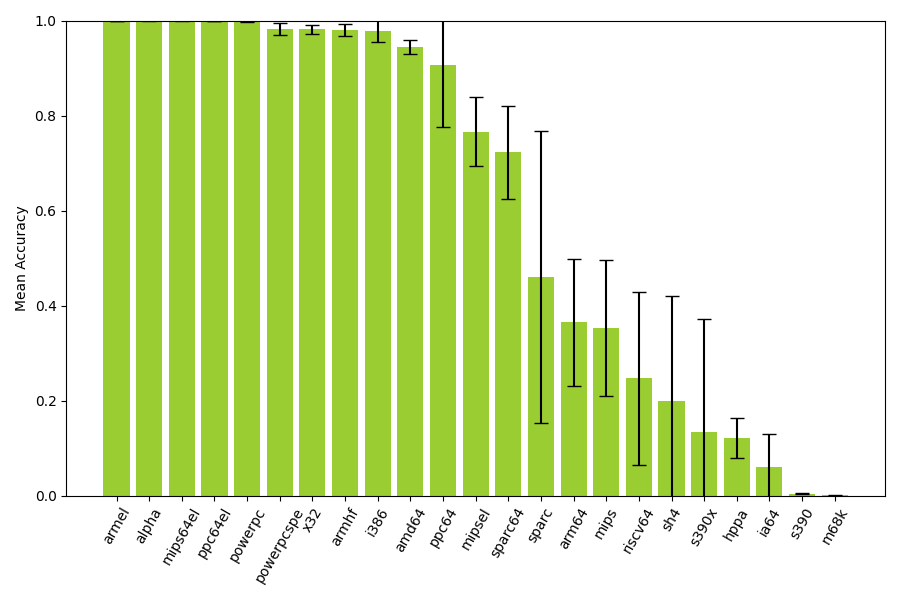 1.0
0.8
0.6
0.4
0.2
0.0
Mean Accuracy
armel
alpha
mips64el
ppc64el
powerpc
powerpcspe
x32
armhf
i386
amd64
ppc64
mipsel
sparc64
sparc
arm64
mips
riscv64
sh4
s390x
hppa
ia64
s390
m68k